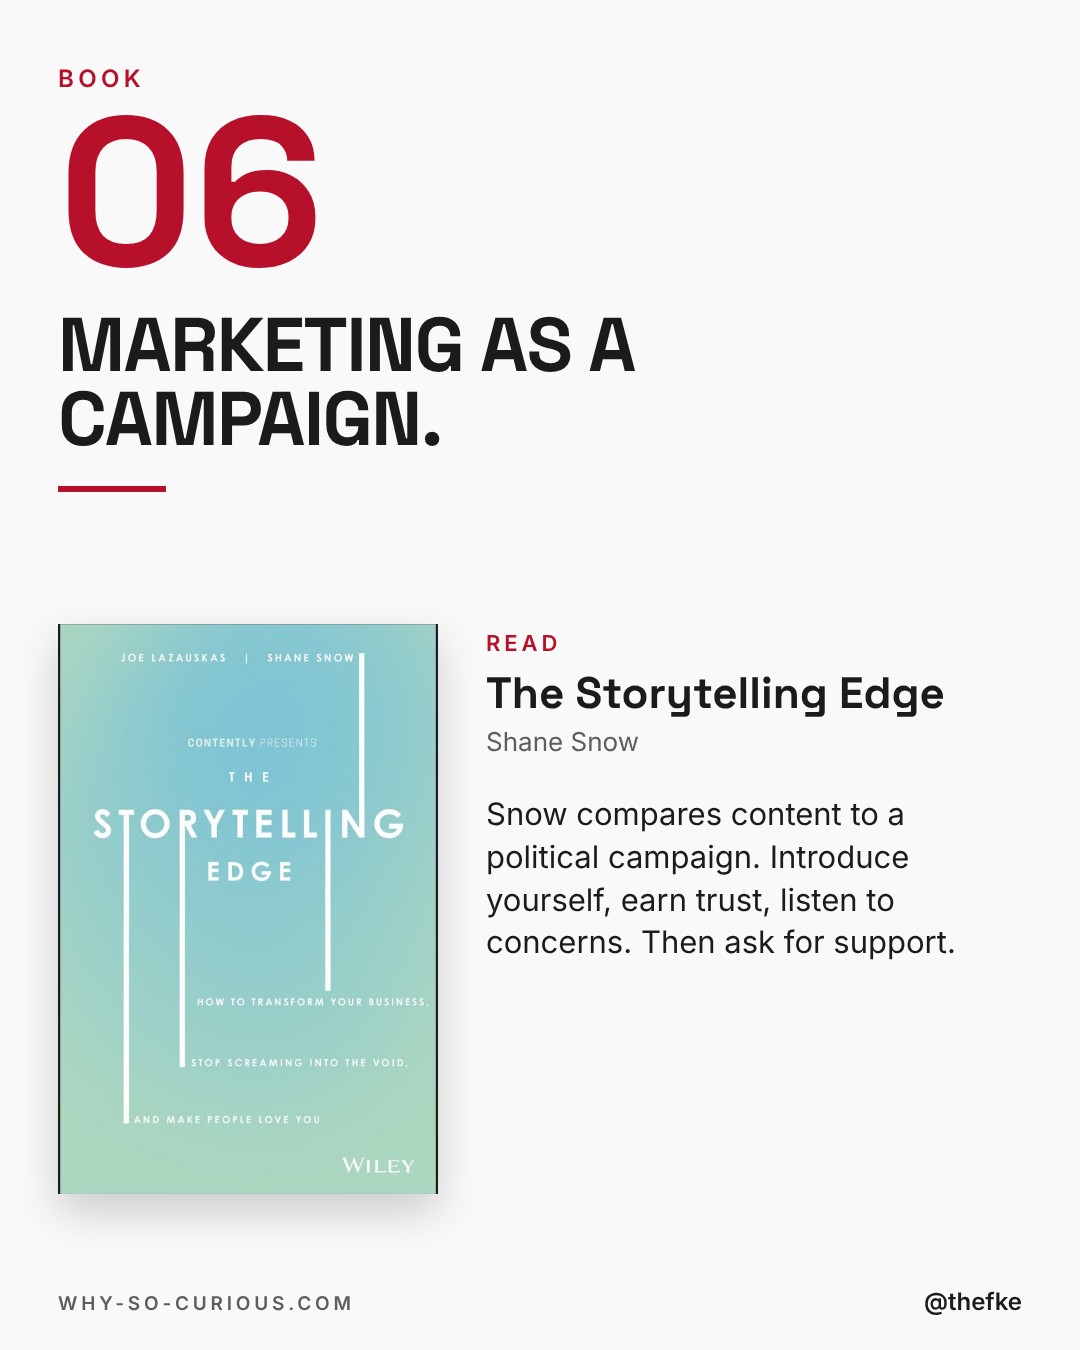 BOOK
06
MARKETING AS A
CAMPAIGN.
JOE LAZAUSKAS | SHANE SNOW
CONTENTLY PRESENTS
THE
STORYTELLING
EDGE
HOW TO TRANSFORM YOUR BUSINESS,
STOP SCREAMING INTO THE VOID,
AND MAKE PEOPLE LOVE YOU
WILEY
READ
The Storytelling Edge
Shane Snow
Snow compares content to a
political campaign. Introduce
yourself, earn trust, listen to
concerns. Then ask for support.
WHY-SO-CURIOUS.COM
@thefke